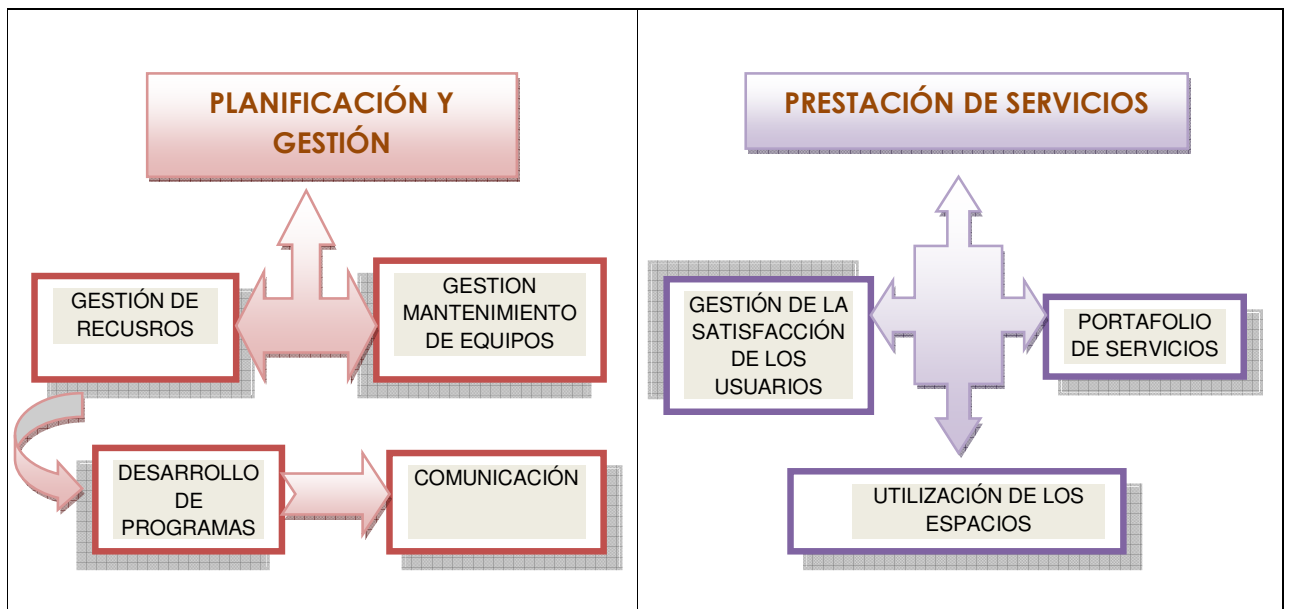 PLANIFICACIÓN Y
GESTIÓN
GESTIÓN DE
RECUSROS
GESTION
MANTENIMIENTO
DE EQUIPOS
DESARROLLO
DE
PROGRAMAS
COMUNICACIÓN
PRESTACIÓN DE SERVICIOS
GESTIÓN DE LA
SATISFACCIÓN
DE LOS
USUARIOS
PORTAFOLIO
DE SERVICIOS
UTILIZACIÓN DE LOS
ESPACIOS